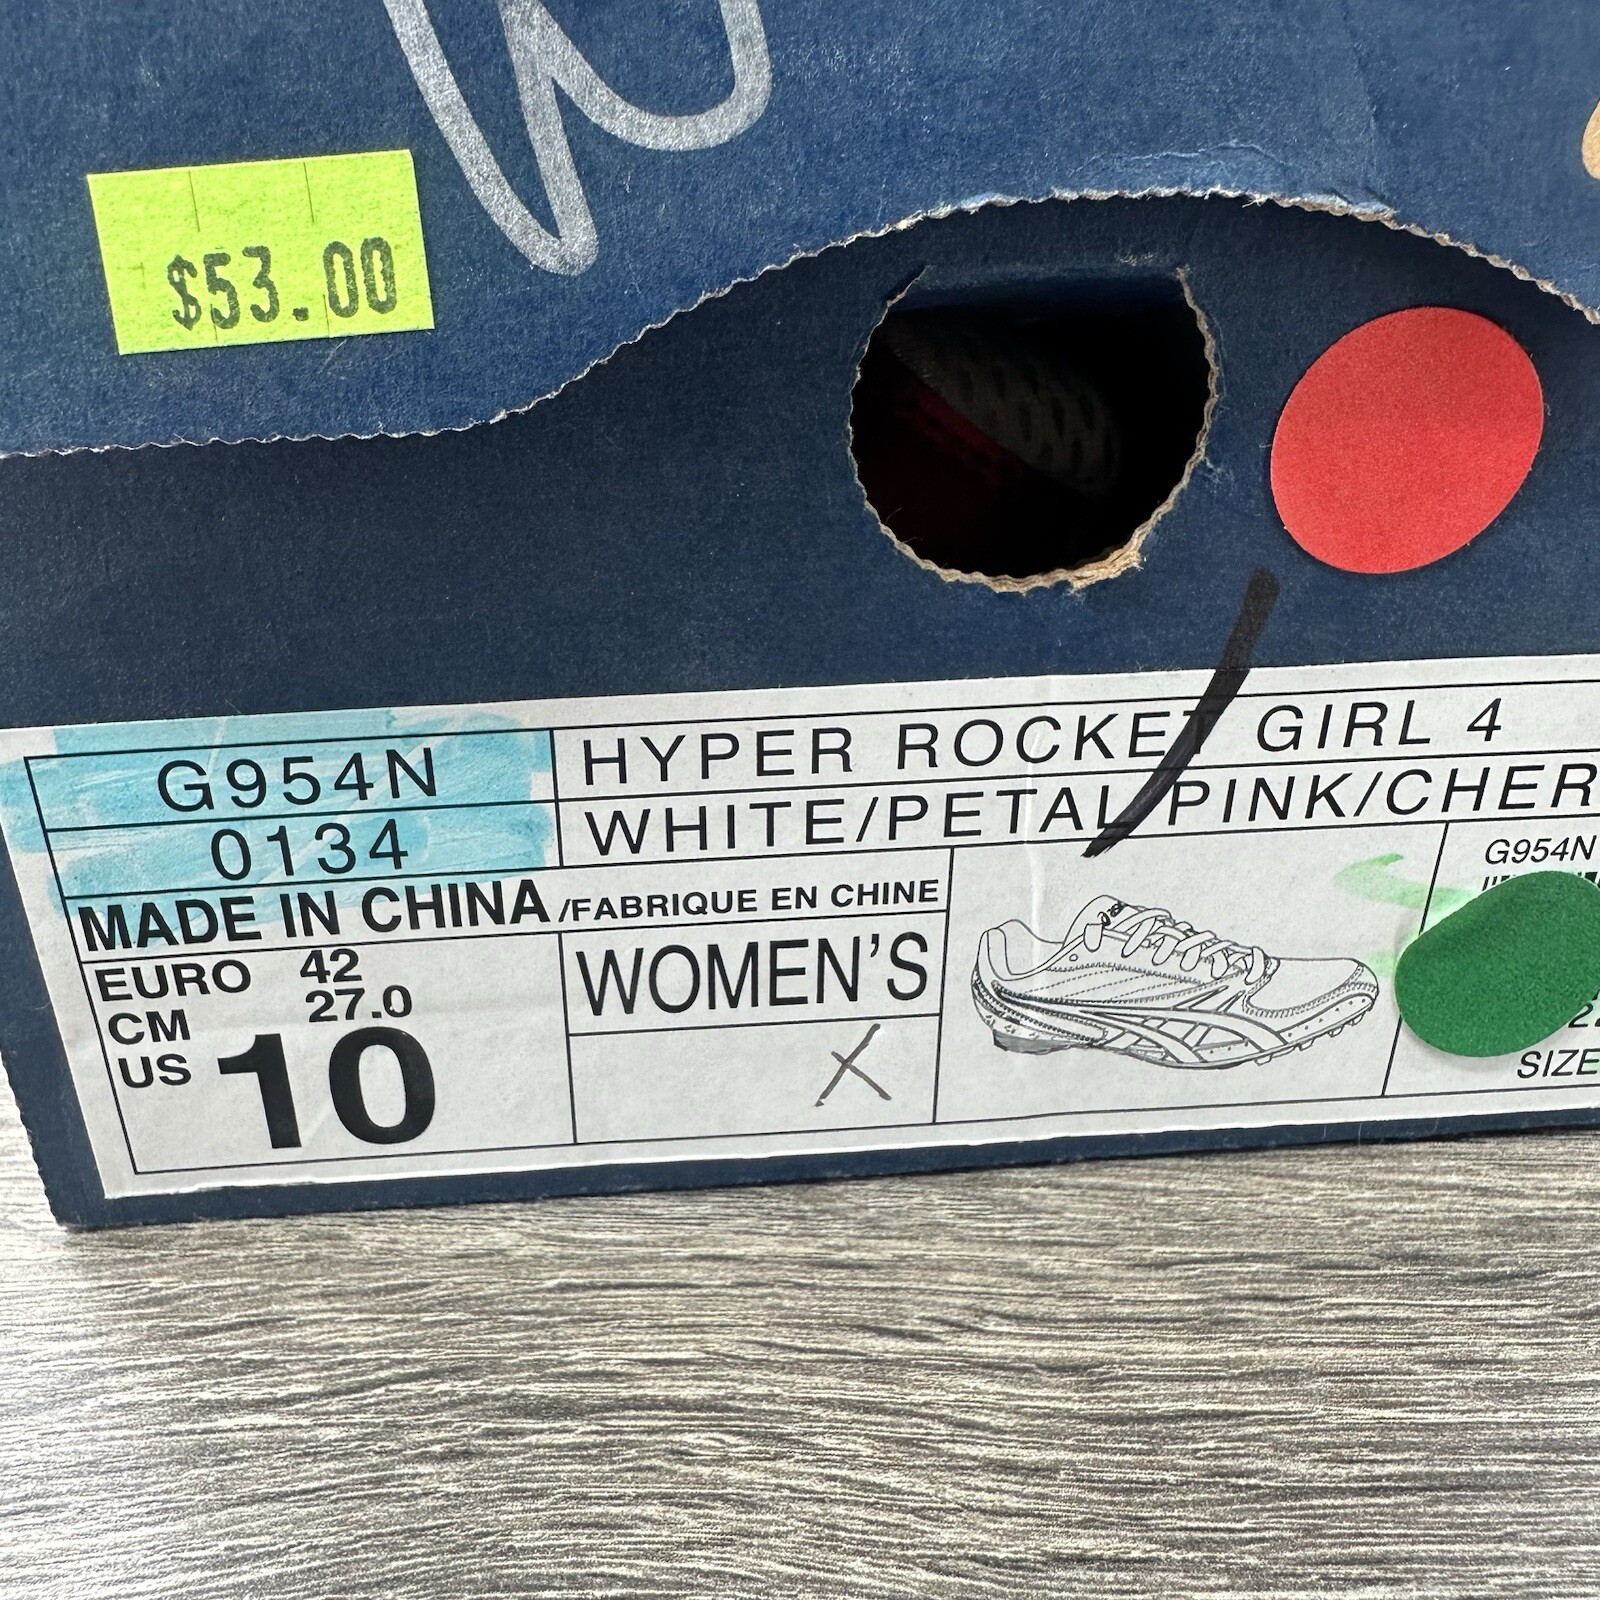 $53.00
G954N
HYPER ROCKET GIRL 4
0134
WHITE/PETAL PINK/CHER
MADE IN CHINA/FABRIQUE EN CHINE
G954N
EURO 42
CM 27.0
US 10
WOMEN'S
X
asics
SIZE